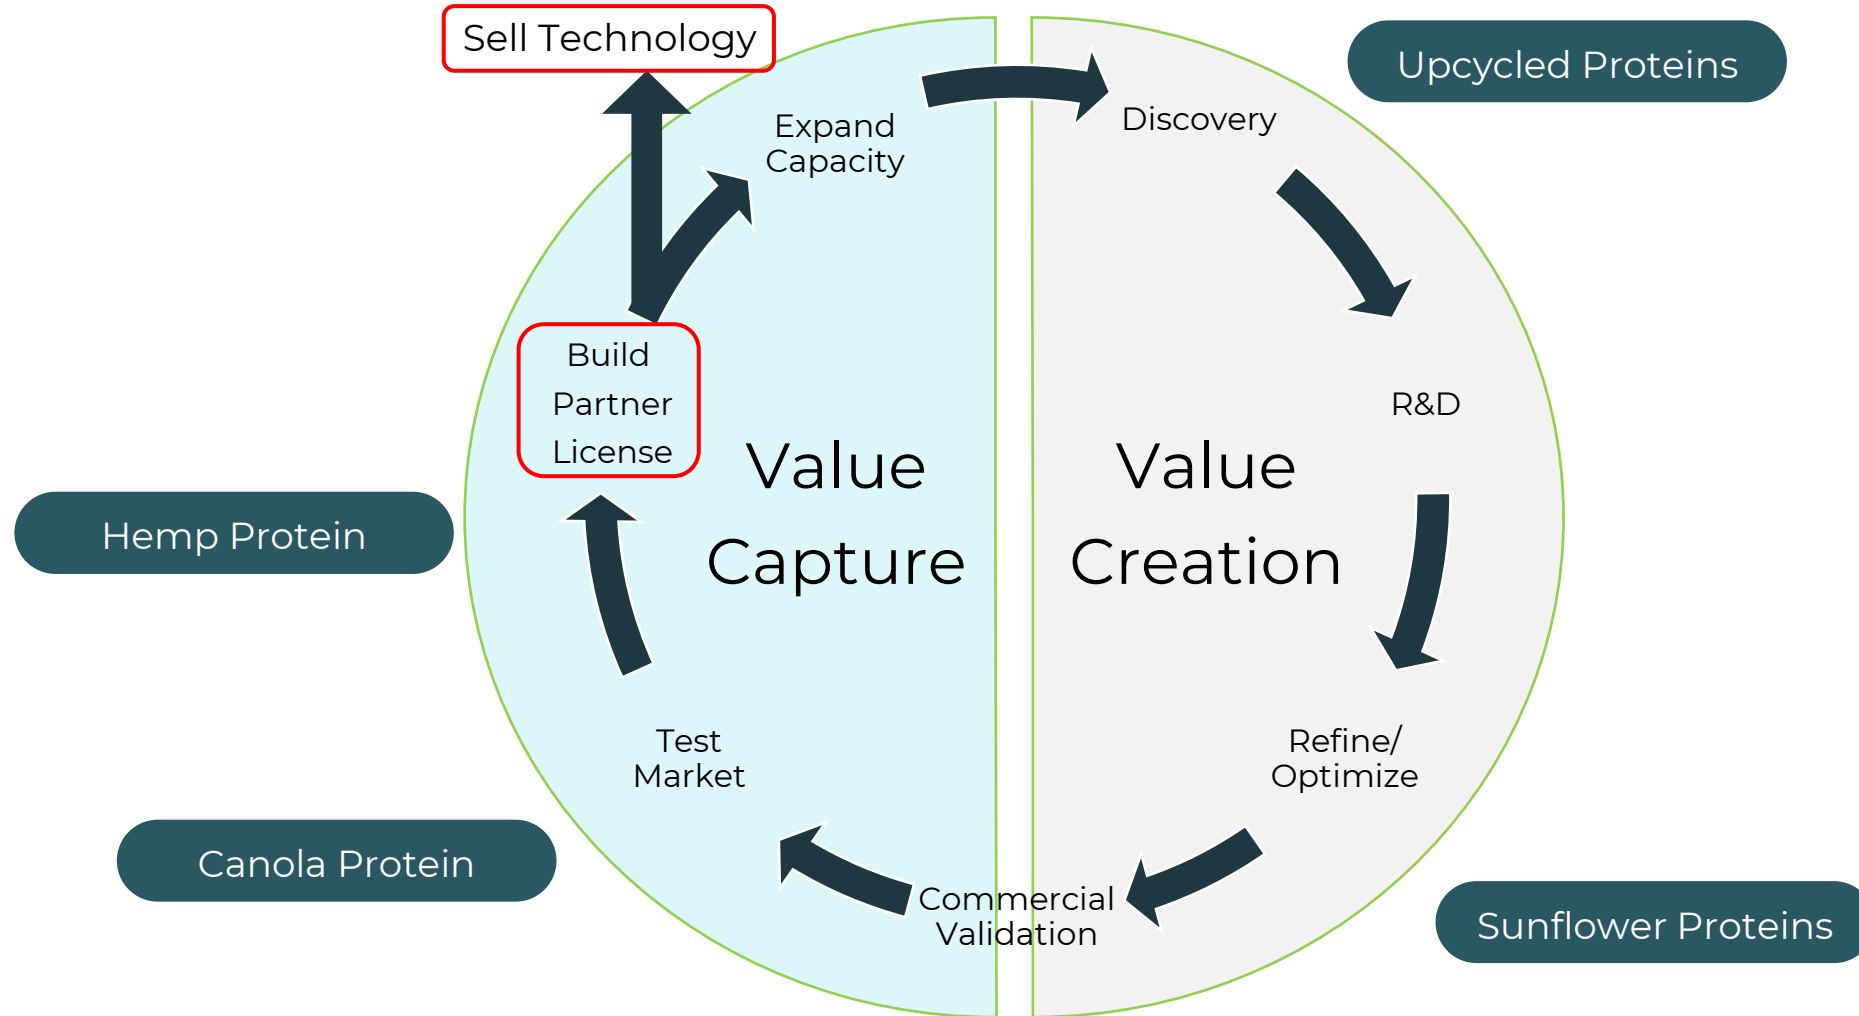 Sell Technology
Upcycled Proteins
Expand
Capacity
Discovery
Build
Partner
License
R&D
Value
Capture
Value
Creation
Hemp Protein
Test
Market
Refine/
Optimize
Canola Protein
Commercial
Validation
Sunflower Proteins